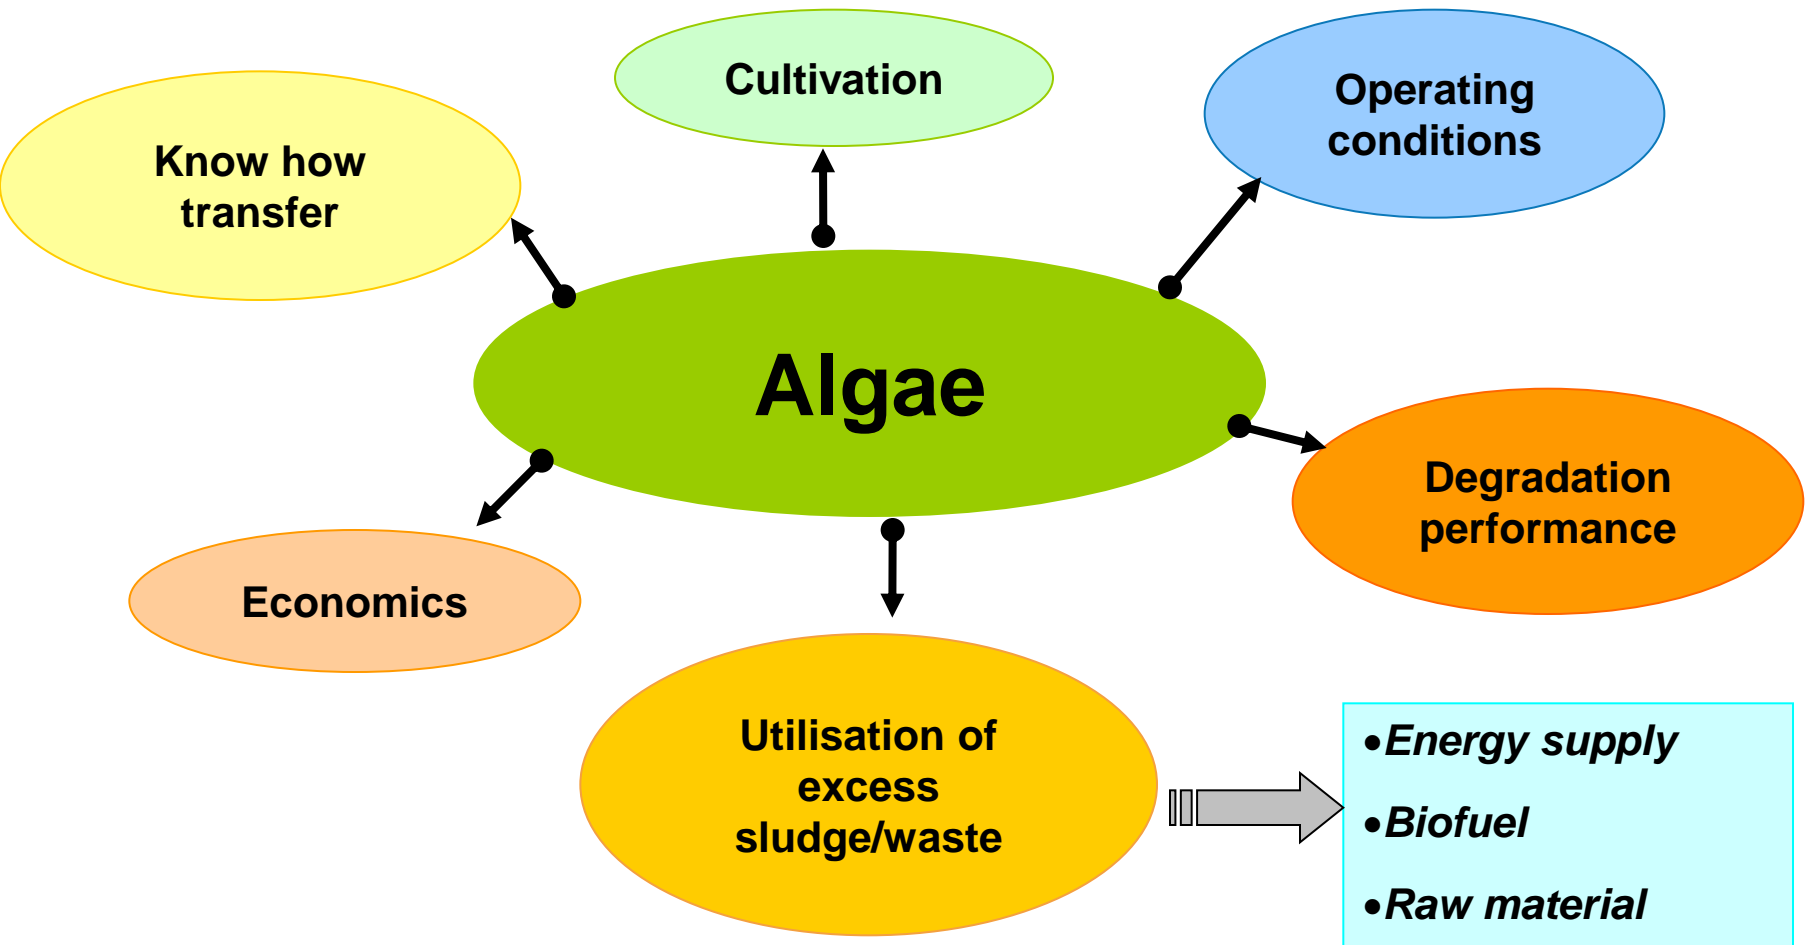 Cultivation
Operating
conditions
Know how
transfer
Algae
Degradation
performance
Economics
Utilisation of
excess
sludge/waste
•Energy supply
•Biofuel
•Raw material